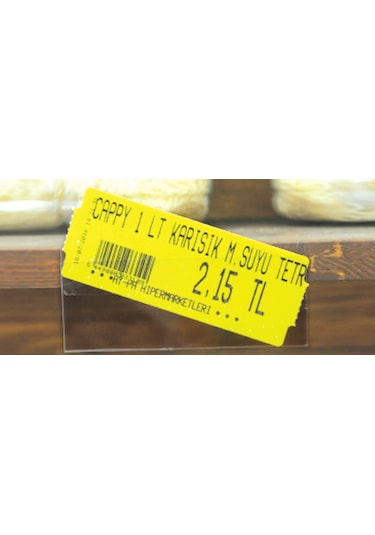 CAPPY 1 LT KARISIK M.SUYU TETR
2,15 TL
AY-PA HIPERMARKETLERI